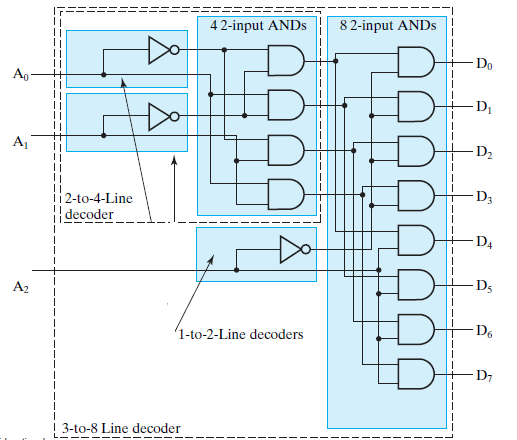 4 2-input ANDs
8 2-input ANDs
A0
A1
A2
D0
D1
D2
D3
D4
D5
D6
D7
2-to-4-Line
decoder
1-to-2-Line decoders
3-to-8 Line decoder